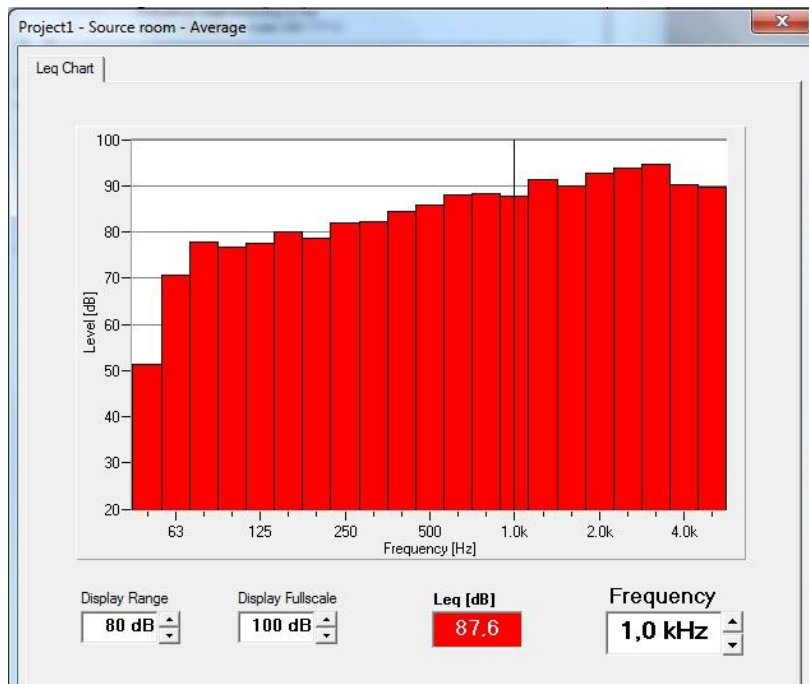 Project1 - Source room - Average
x
Leq Chart
100
90
80
70
60
50
40
30
20
Level [dB]
63 125 250 500 1.0k 2.0k 4.0k
Frequency [Hz]
Display Range Display Fullscale Leq [dB] Frequency
80 dB 100 dB 87,6 1,0 kHz